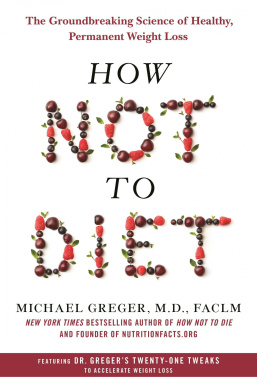 The Groundbreaking Science of Healthy,
Permanent Weight Loss
HOW
NOT
TO
DIET
MICHAEL GREGER, M.D., FACLM
NEW YORK TIMES BESTSELLING AUTHOR OF HOW NOT TO DIE
AND FOUNDER OF NUTRITIONFACTS.ORG
FEATURING DR. GREGER'S TWENTY-ONE TWEAKS
TO ACCELERATE WEIGHT LOSS